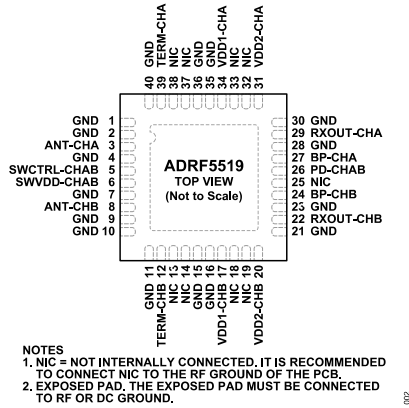 40 GND
39 TERM-CHA
38 NIC
37 NIC
36 GND
35 GND
34 VDD1-CHA
33 NIC
32 NIC
31 VDD2-CHA
GND 1
GND 2
ANT-CHA 3
GND 4
SWCTRL-CHAB 5
SWVDD-CHAB 6
GND 7
ANT-CHB 8
GND 9
GND 10
ADRF5519
TOP VIEW
(Not to Scale)
30 GND
29 RXOUT-CHA
28 GND
27 BP-CHA
26 PD-CHAB
25 NIC
24 BP-CHB
23 GND
22 RXOUT-CHB
21 GND
GND 11
TERM-CHB 12
NIC 13
NIC 14
GND 15
GND 16
VDD1-CHB 17
NIC 18
NIC 19
VDD2-CHB 20
NOTES
1. NIC = NOT INTERNALLY CONNECTED. IT IS RECOMMENDED
TO CONNECT NIC TO THE RF GROUND OF THE PCB.
2. EXPOSED PAD. THE EXPOSED PAD MUST BE CONNECTED
TO RF OR DC GROUND.
002